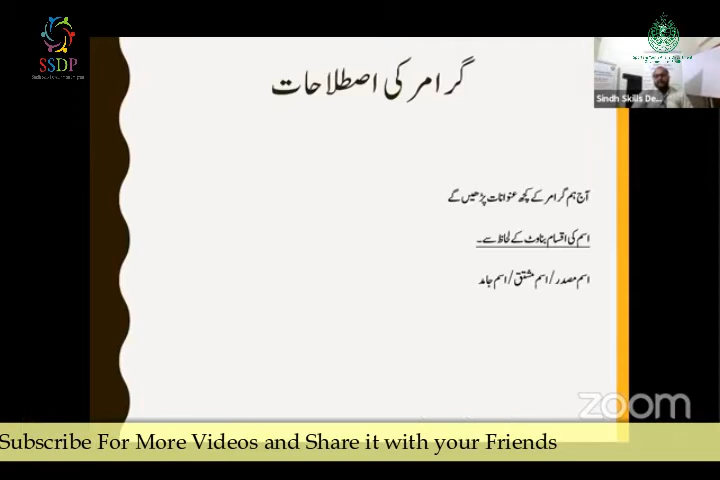 SSDP
گرامر کی اصطلاحات
Sindh Skills De...
آج ہم گرامر کے کچھ عنوانات پڑھیں گے
اسم کی اقسام بناوٹ کے لحاظ سے۔
اسم مصدر/اسم مشتق/اسم جامد
zoom
Subscribe For More Videos and Share it with your Friends